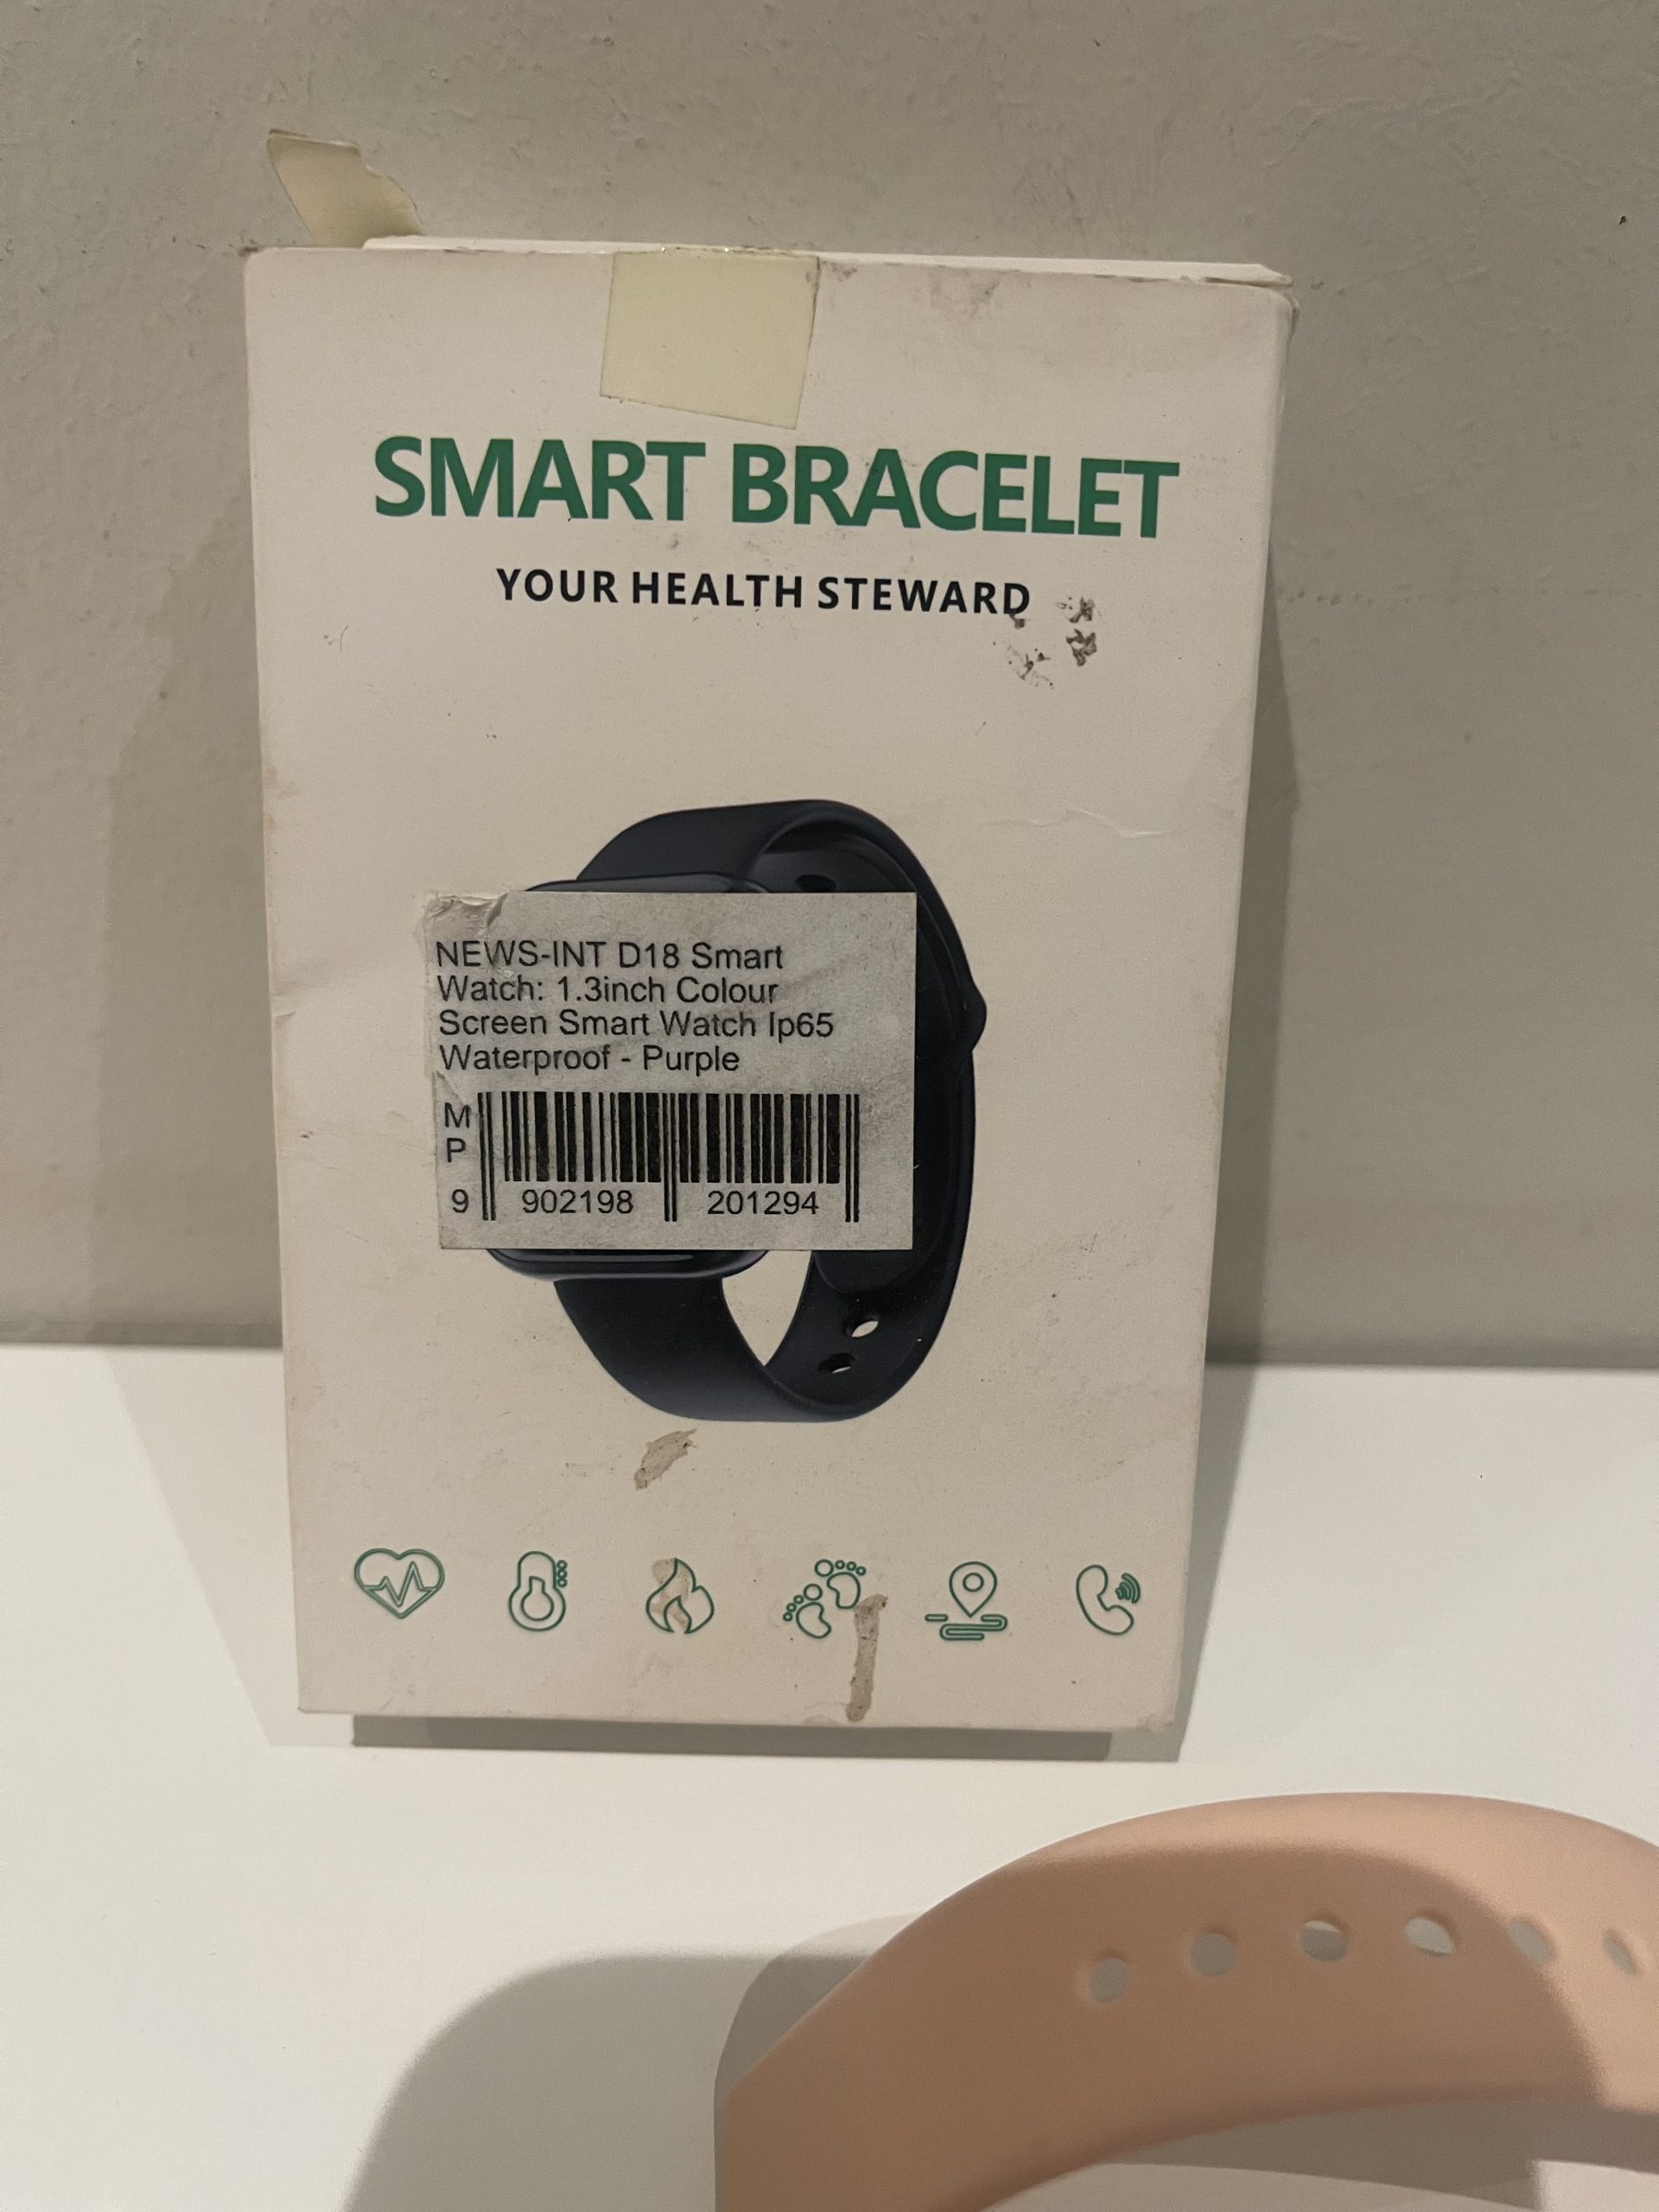 SMART BRACELET
YOUR HEALTH STEWARD
NEWS-INT D18 Smart
Watch: 1.3inch Colour
Screen Smart Watch Ip65
Waterproof - Purple
M
P
9 902198 201294